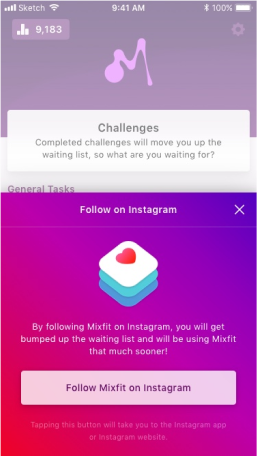 Sketch 9:41 AM 100%
9,183
Challenges
Completed challenges will move you up the
waiting list, so what are you waiting for?
General Tasks
Follow on Instagram
By following Mixfit on Instagram, you will get
bumped up the waiting list and will be using Mixfit
that much sooner!
Follow Mixfit on Instagram
Tapping this button will take you to the Instagram app
or Instagram website.